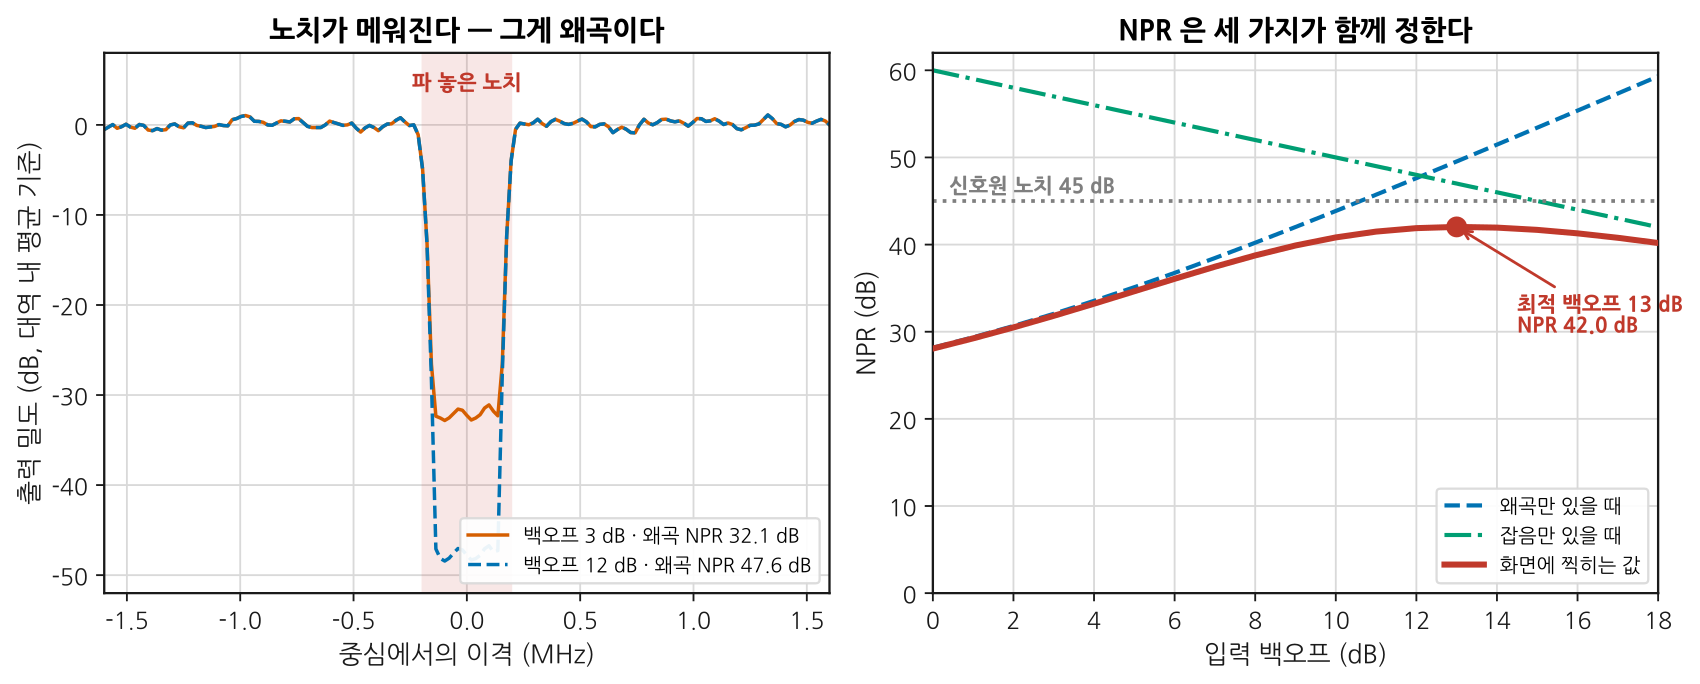 노치가 메워진다 — 그게 왜곡이다
파 놓은 노치
출력 밀도 (dB, 대역 내 평균 기준)
0
-10
-20
-30
-40
-50
백오프 3 dB · 왜곡 NPR 32.1 dB
백오프 12 dB · 왜곡 NPR 47.6 dB
-1.5 -1.0 -0.5 0.0 0.5 1.0 1.5
중심에서의 이격 (MHz)
NPR 은 세 가지가 함께 정한다
NPR (dB)
60
50
40
30
20
10
0
신호원 노치 45 dB
최적 백오프 13 dB
NPR 42.0 dB
왜곡만 있을 때
잡음만 있을 때
화면에 찍히는 값
0 2 4 6 8 10 12 14 16 18
입력 백오프 (dB)